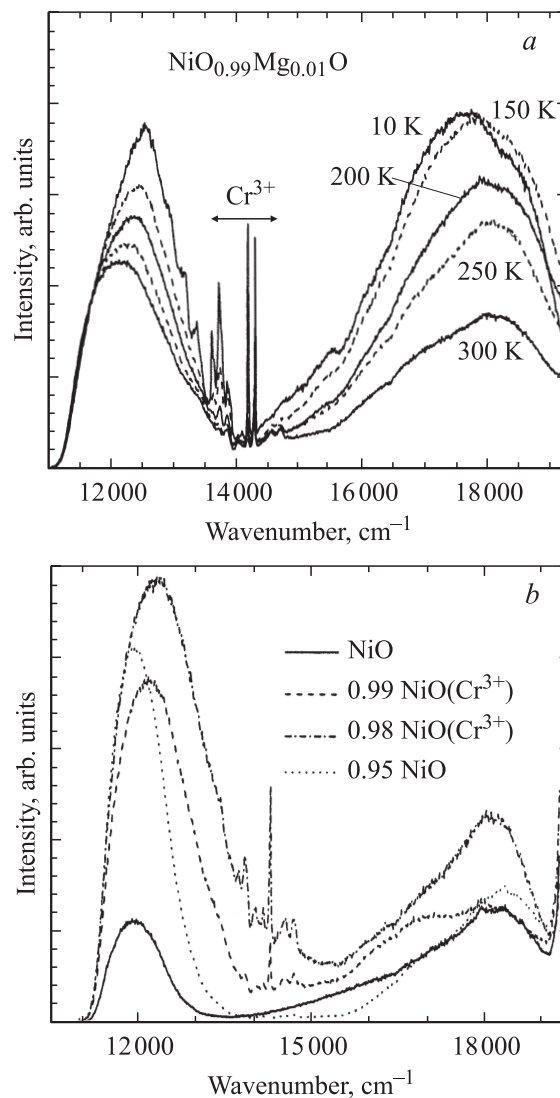 a
NiO0.99Mg0.01O
150 K
10 K
200 K
Cr3+
250 K
300 K
Intensity, arb. units
12000 14000 16000 18000
Wavenumber, cm–1
b
NiO
0.99 NiO(Cr3+)
0.98 NiO(Cr3+)
0.95 NiO
Intensity, arb. units
12000 15000 18000
Wavenumber, cm–1